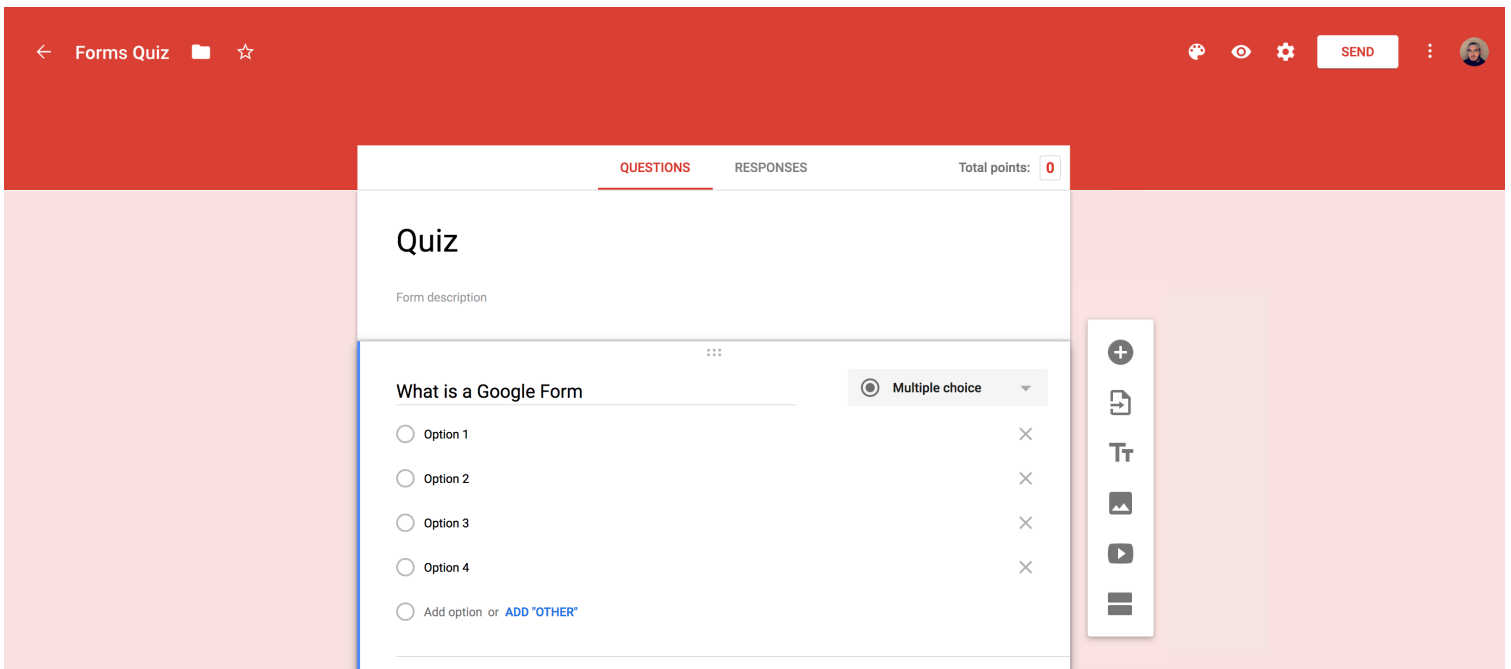 Forms Quiz SEND
QUESTIONS RESPONSES Total points: 0
Quiz
Form description
What is a Google Form Multiple choice
Option 1
Option 2
Option 3
Option 4
Add option or ADD "OTHER"